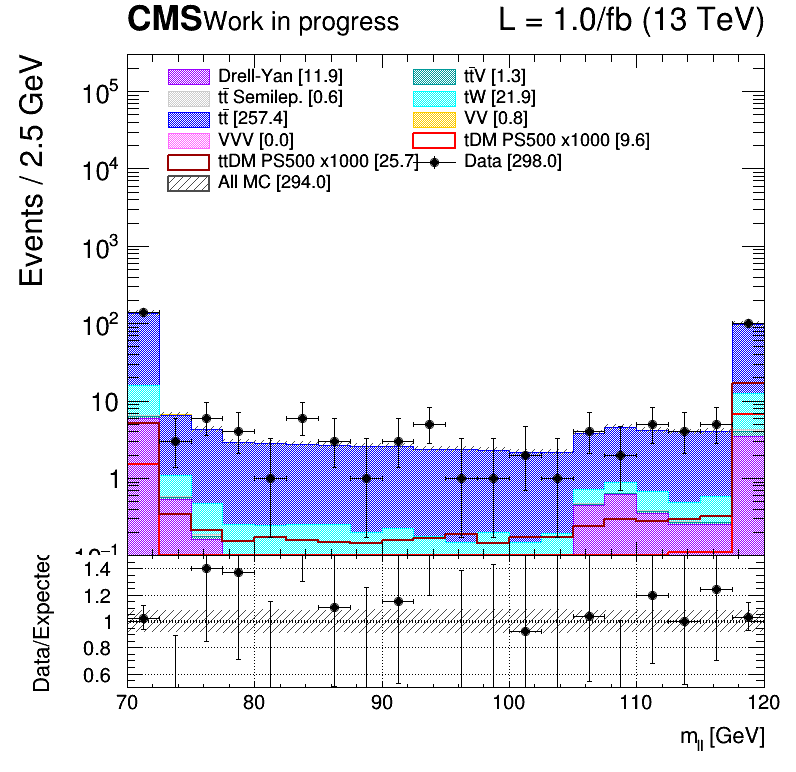 CMS Work in progress L = 1.0/fb (13 TeV)
Events / 2.5 GeV
Drell-Yan [11.9] tt̄V [1.3]
tt̄ Semilep. [0.6] tW [21.9]
tt̄ [257.4] VV [0.8]
VVV [0.0] tDM PS500 x1000 [9.6]
ttDM PS500 x1000 [25.7] Data [298.0]
All MC [294.0]
10⁵
10⁴
10³
10²
10
1
10⁻¹
Data/Expected
1.4
1.2
1
0.8
0.6
70 80 90 100 110 120
m_ll [GeV]